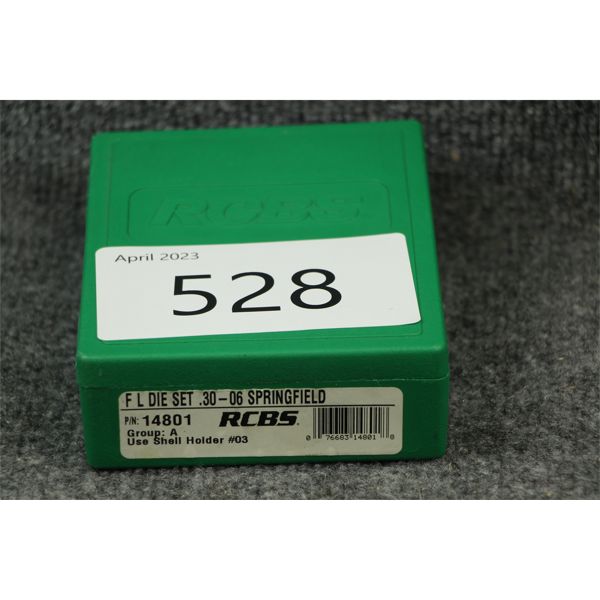 RCBS
April 2023
528
F L DIE SET .30-06 SPRINGFIELD
P/N: 14801 RCBS.
Group: A
Use Shell Holder #03
0 76683 14801 8